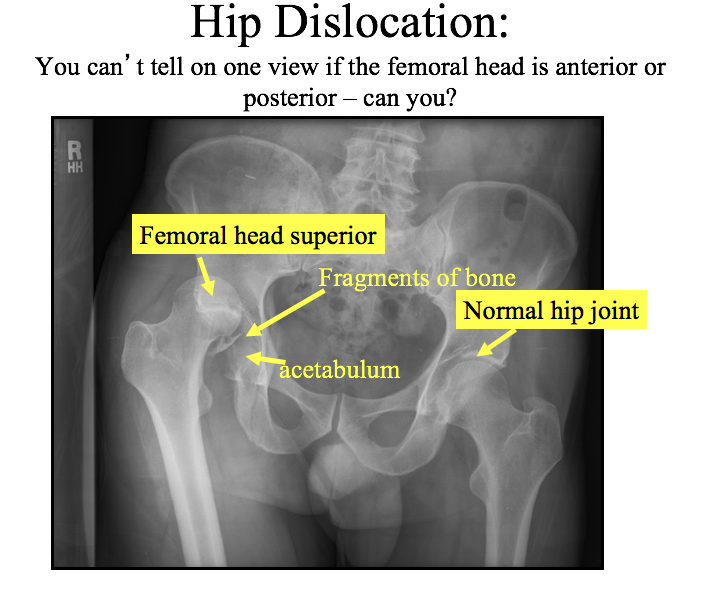 Hip Dislocation:
You can’t tell on one view if the femoral head is anterior or
posterior – can you?
R
HH
Femoral head superior
Fragments of bone
Normal hip joint
acetabulum